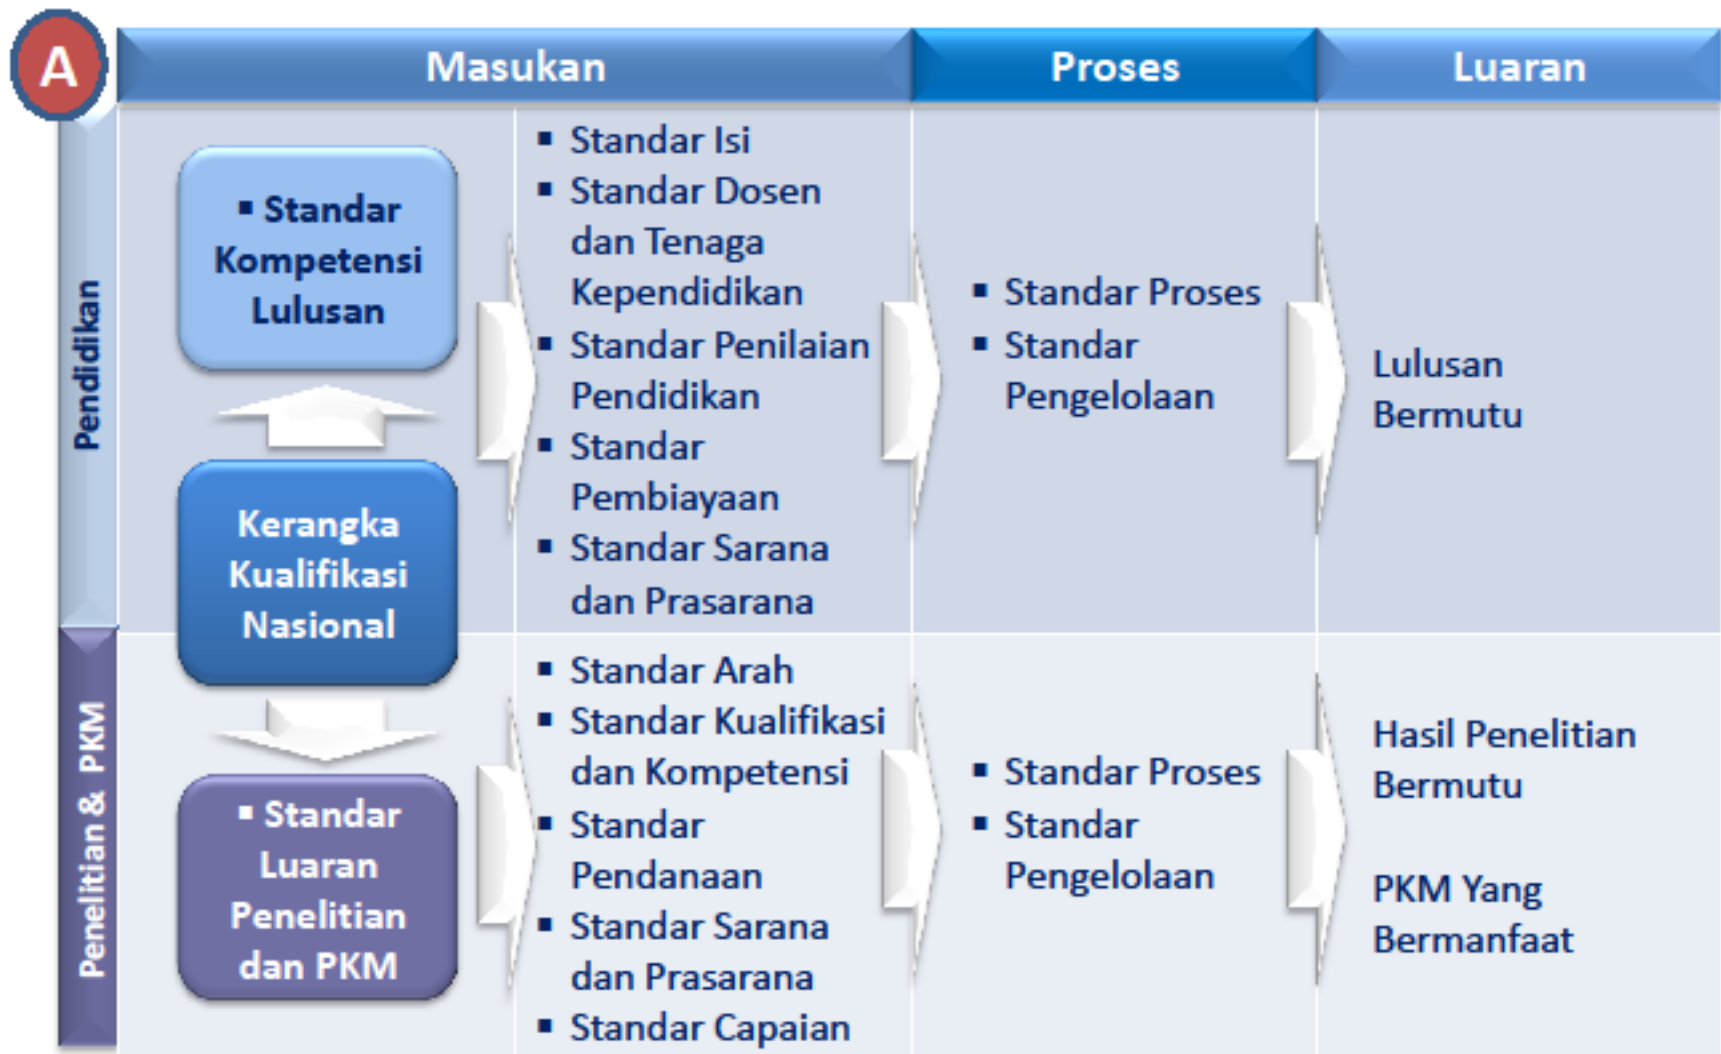 A
Masukan
Proses
Luaran
Pendidikan
▪ Standar
Kompetensi
Lulusan
Kerangka
Kualifikasi
Nasional
▪ Standar Isi
▪ Standar Dosen
dan Tenaga
Kependidikan
▪ Standar Penilaian
Pendidikan
▪ Standar
Pembiayaan
▪ Standar Sarana
dan Prasarana
▪ Standar Proses
▪ Standar
Pengelolaan
Lulusan
Bermutu
Penelitian & PKM
▪ Standar
Luaran
Penelitian
dan PKM
▪ Standar Arah
▪ Standar Kualifikasi
dan Kompetensi
▪ Standar
Pendanaan
▪ Standar Sarana
dan Prasarana
▪ Standar Capaian
▪ Standar Proses
▪ Standar
Pengelolaan
Hasil Penelitian
Bermutu
PKM Yang
Bermanfaat